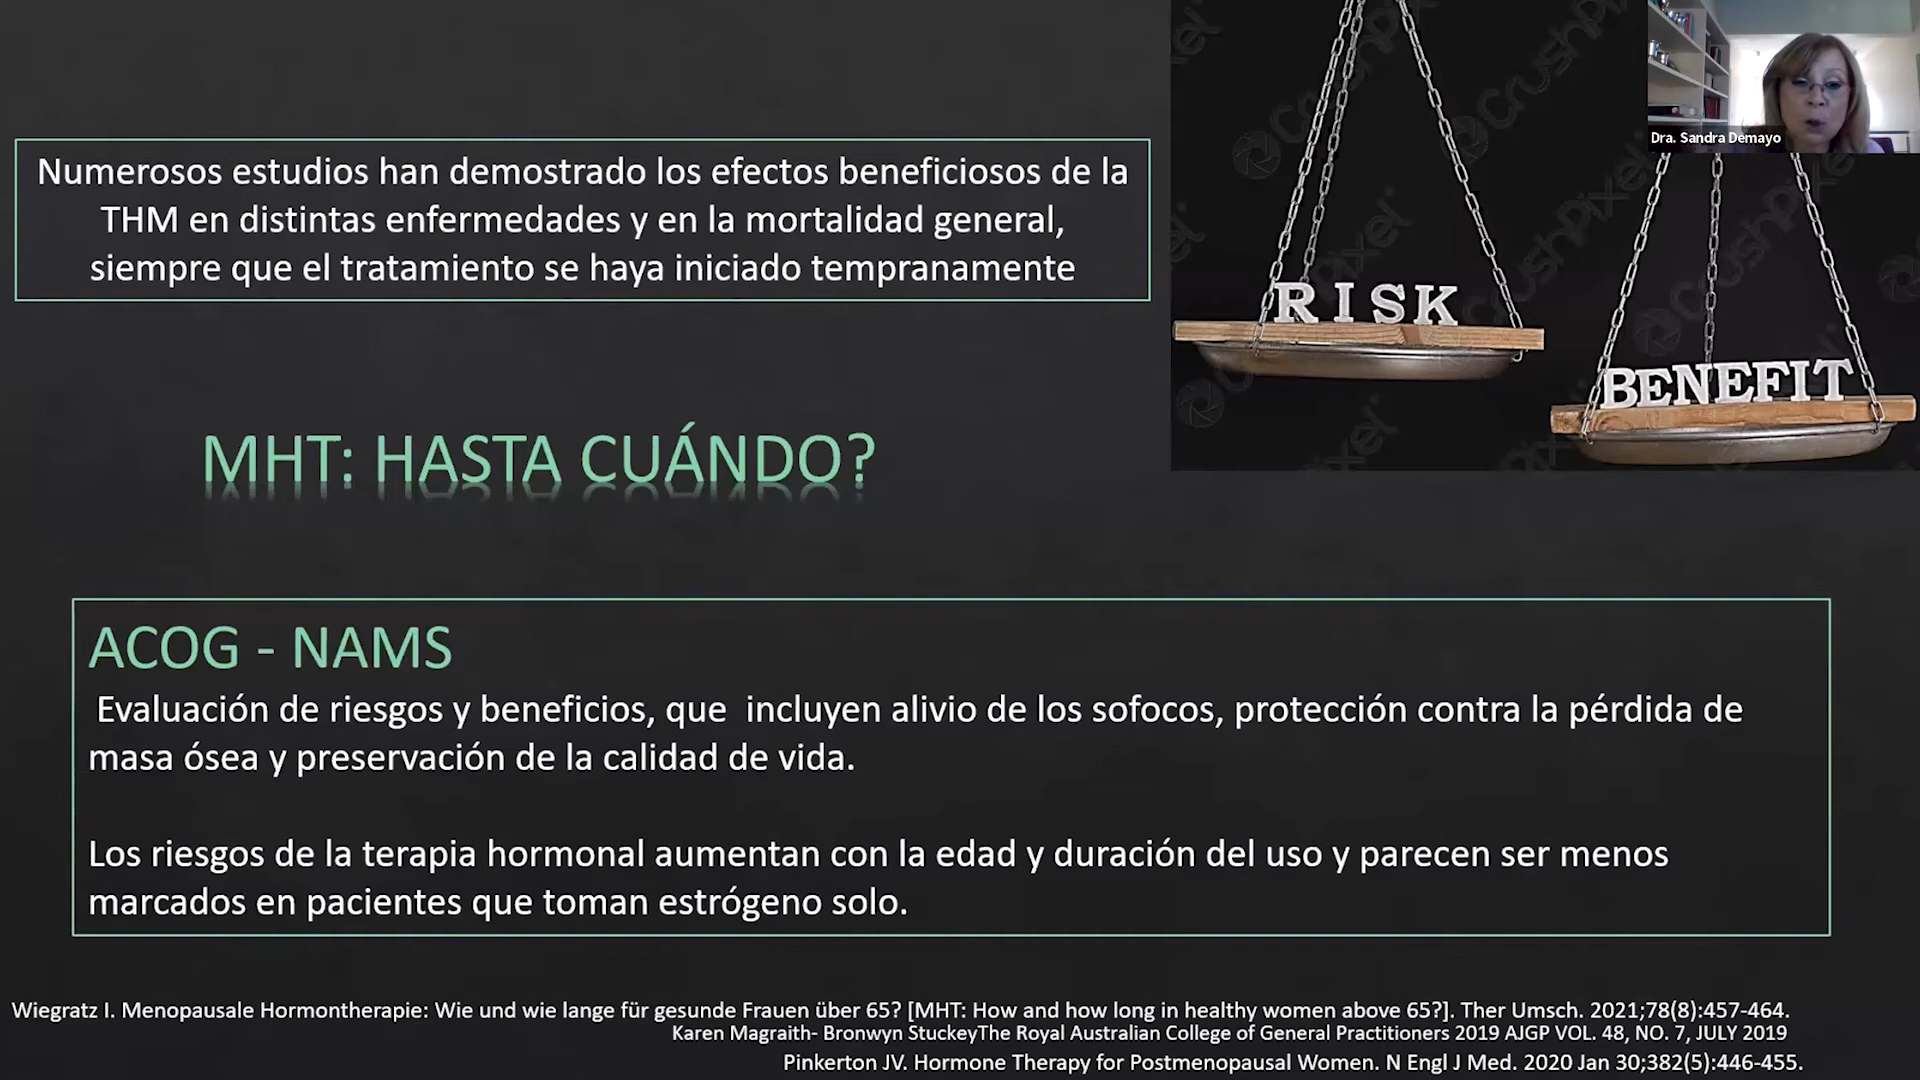 Dra. Sandra Demayo
Numerosos estudios han demostrado los efectos beneficiosos de la
THM en distintas enfermedades y en la mortalidad general,
siempre que el tratamiento se haya iniciado tempranamente
RISK
BENEFIT
CrushPixel
MHT: HASTA CUÁNDO?
ACOG - NAMS
Evaluación de riesgos y beneficios, que  incluyen alivio de los sofocos, protección contra la pérdida de
masa ósea y preservación de la calidad de vida.
Los riesgos de la terapia hormonal aumentan con la edad y duración del uso y parecen ser menos
marcados en pacientes que toman estrógeno solo.
Wiegratz I. Menopausale Hormontherapie: Wie und wie lange für gesunde Frauen über 65? [MHT: How and how long in healthy women above 65?]. Ther Umsch. 2021;78(8):457-464.
Karen Magraith- Bronwyn StuckeyThe Royal Australian College of General Practitioners 2019 AJGP VOL. 48, NO. 7, JULY 2019
Pinkerton JV. Hormone Therapy for Postmenopausal Women. N Engl J Med. 2020 Jan 30;382(5):446-455.